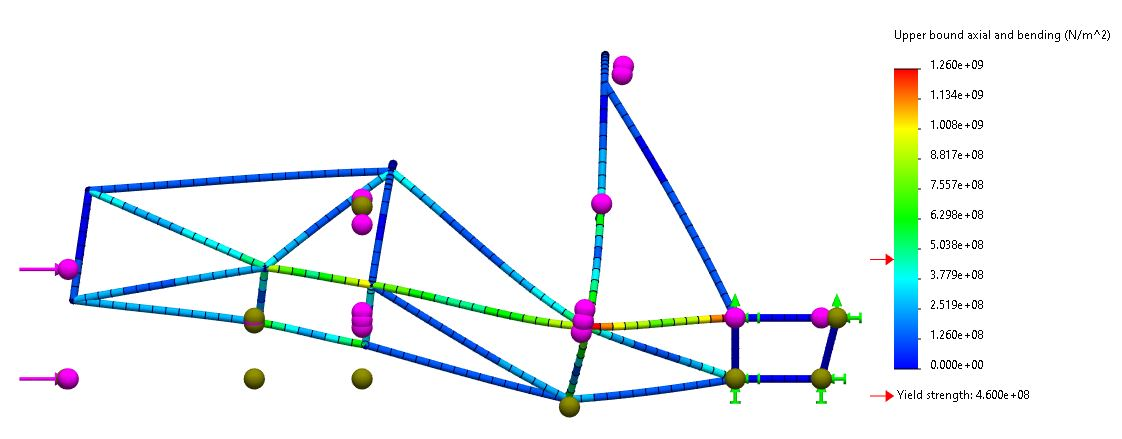 Upper bound axial and bending (N/m^2)
1.260e+09
1.134e+09
1.008e+09
8.817e+08
7.557e+08
6.298e+08
5.038e+08
3.779e+08
2.519e+08
1.260e+08
0.000e+00
Yield strength: 4.600e+08